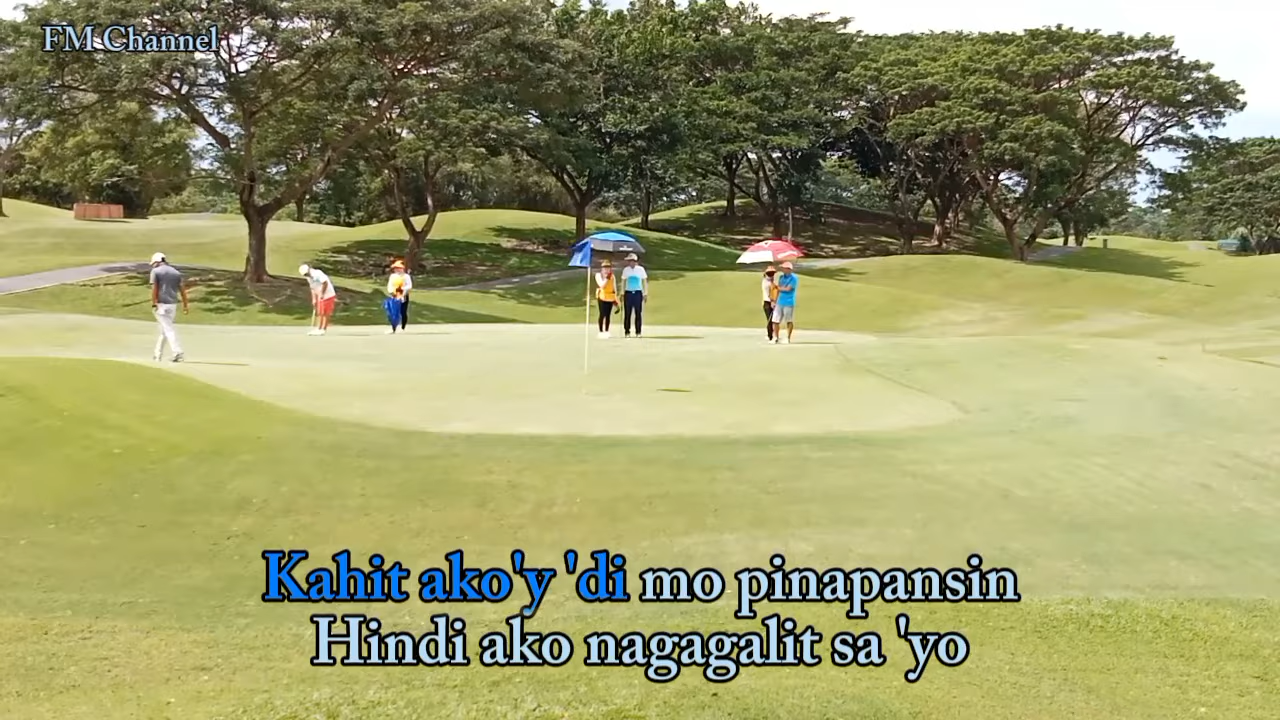 FM Channel
Kahit ako'y 'di mo pinapansin
Hindi ako nagagalit sa 'yo